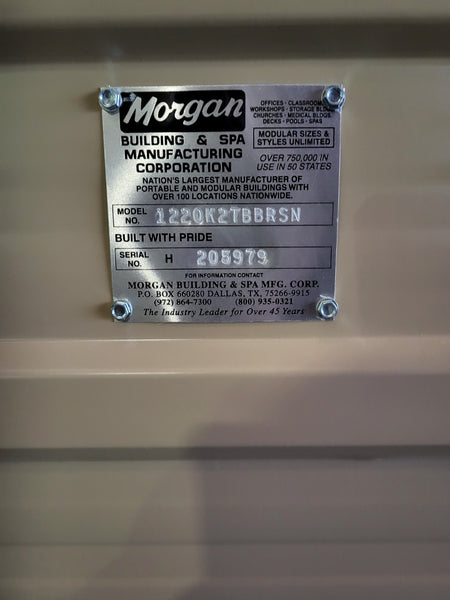 Morgan
OFFICES · CLASSROOMS
WORKSHOPS · STORAGE BLDGS
CHURCHES · MEDICAL BLDGS.
DECKS · POOLS · SPAS
BUILDING & SPA
MANUFACTURING
CORPORATION
MODULAR SIZES &
STYLES UNLIMITED
OVER 750,000 IN
USE IN 50 STATES
NATION'S LARGEST MANUFACTURER OF
PORTABLE AND MODULAR BUILDINGS WITH
OVER 100 LOCATIONS NATIONWIDE.
MODEL NO. 1220K2TBBRSN
BUILT WITH PRIDE
SERIAL NO. H 205979
FOR INFORMATION CONTACT
MORGAN BUILDING & SPA MFG. CORP.
P.O. BOX 660280 DALLAS, TX, 75266-9915
(972) 864-7300 (800) 935-0321
The Industry Leader for Over 45 Years